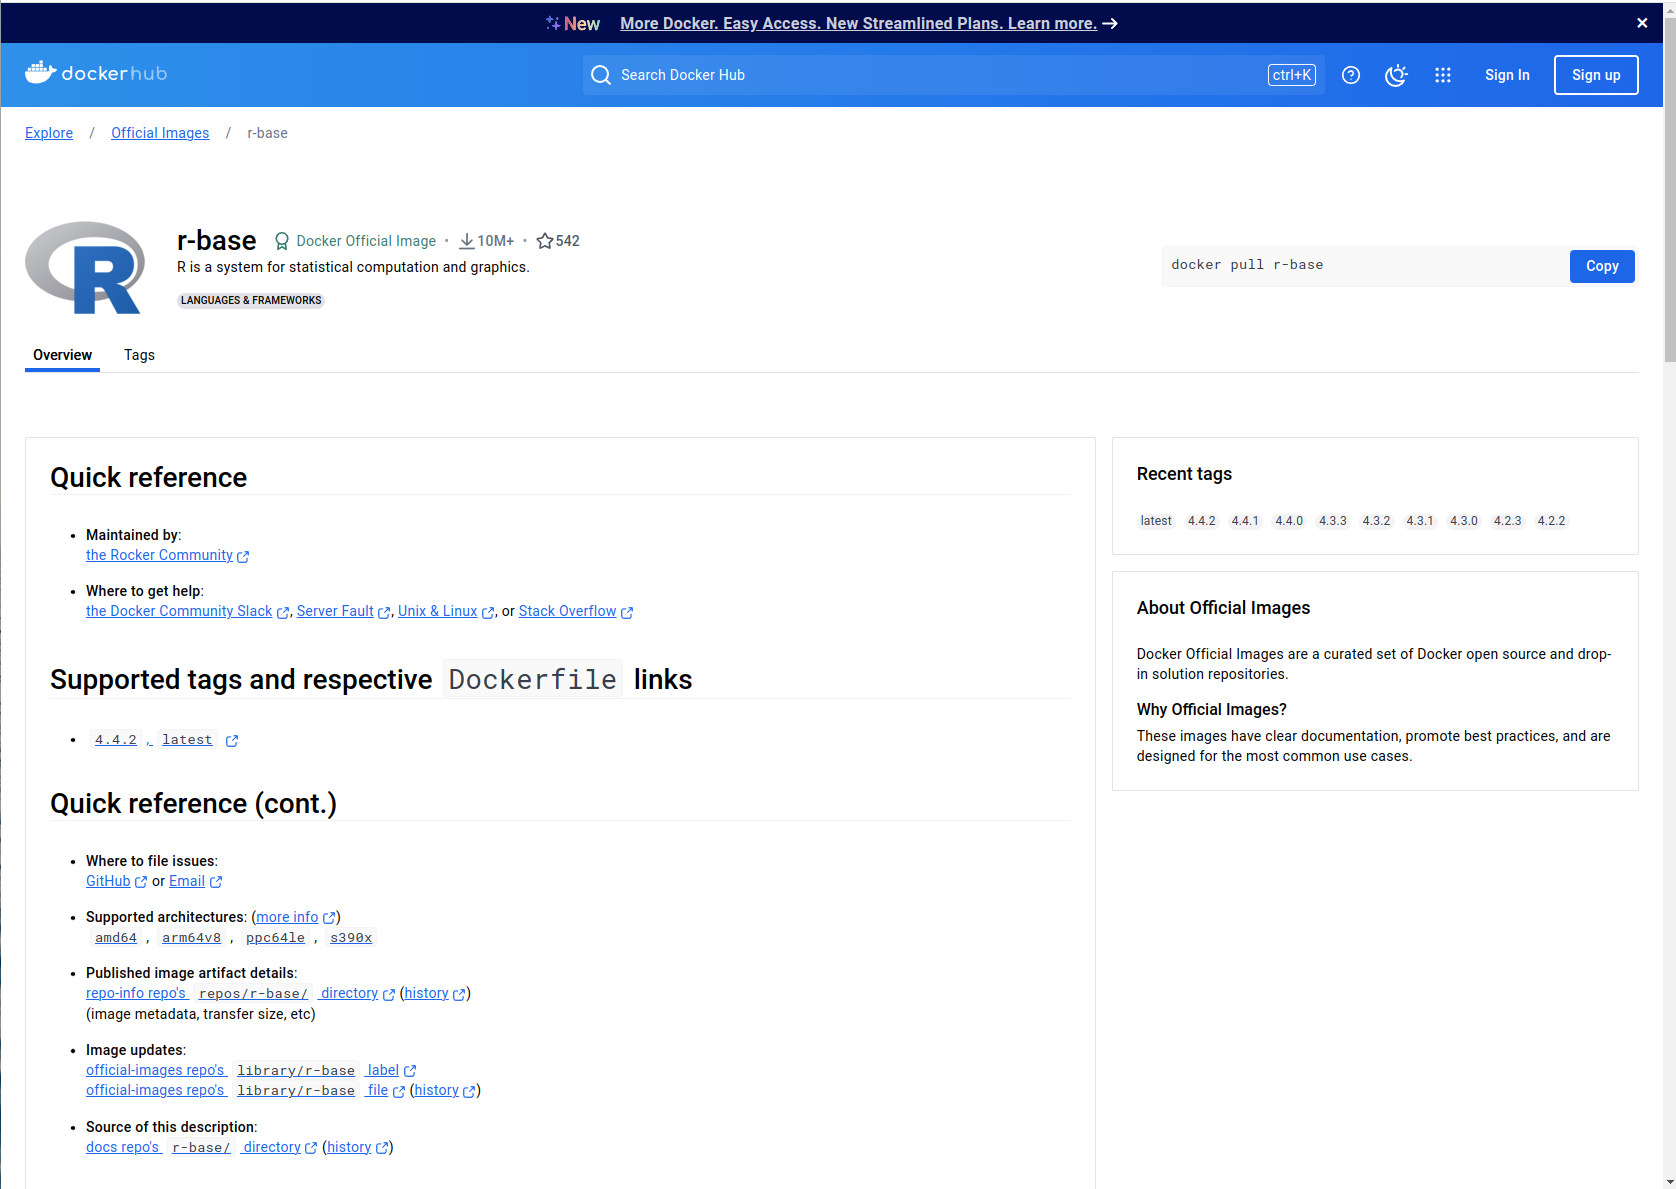 New More Docker. Easy Access. New Streamlined Plans. Learn more. →
dockerhub Search Docker Hub ctrl+K Sign In Sign up
Explore / Official Images / r-base
r-base Docker Official Image • 10M+ • 542
R is a system for statistical computation and graphics.
LANGUAGES & FRAMEWORKS
docker pull r-base Copy
Overview Tags
Quick reference
• Maintained by:
the Rocker Community
• Where to get help:
the Docker Community Slack, Server Fault, Unix & Linux, or Stack Overflow
Supported tags and respective Dockerfile links
• 4.4.2, latest
Quick reference (cont.)
• Where to file issues:
GitHub or Email
• Supported architectures: (more info)
amd64, arm64v8, ppc64le, s390x
• Published image artifact details:
repo-info repo's repos/r-base/ directory (history)
(image metadata, transfer size, etc)
• Image updates:
official-images repo's library/r-base label
official-images repo's library/r-base file (history)
• Source of this description:
docs repo's r-base/ directory (history)
Recent tags
latest 4.4.2 4.4.1 4.4.0 4.3.3 4.3.2 4.3.1 4.3.0 4.2.3 4.2.2
About Official Images
Docker Official Images are a curated set of Docker open source and drop-
in solution repositories.
Why Official Images?
These images have clear documentation, promote best practices, and are
designed for the most common use cases.